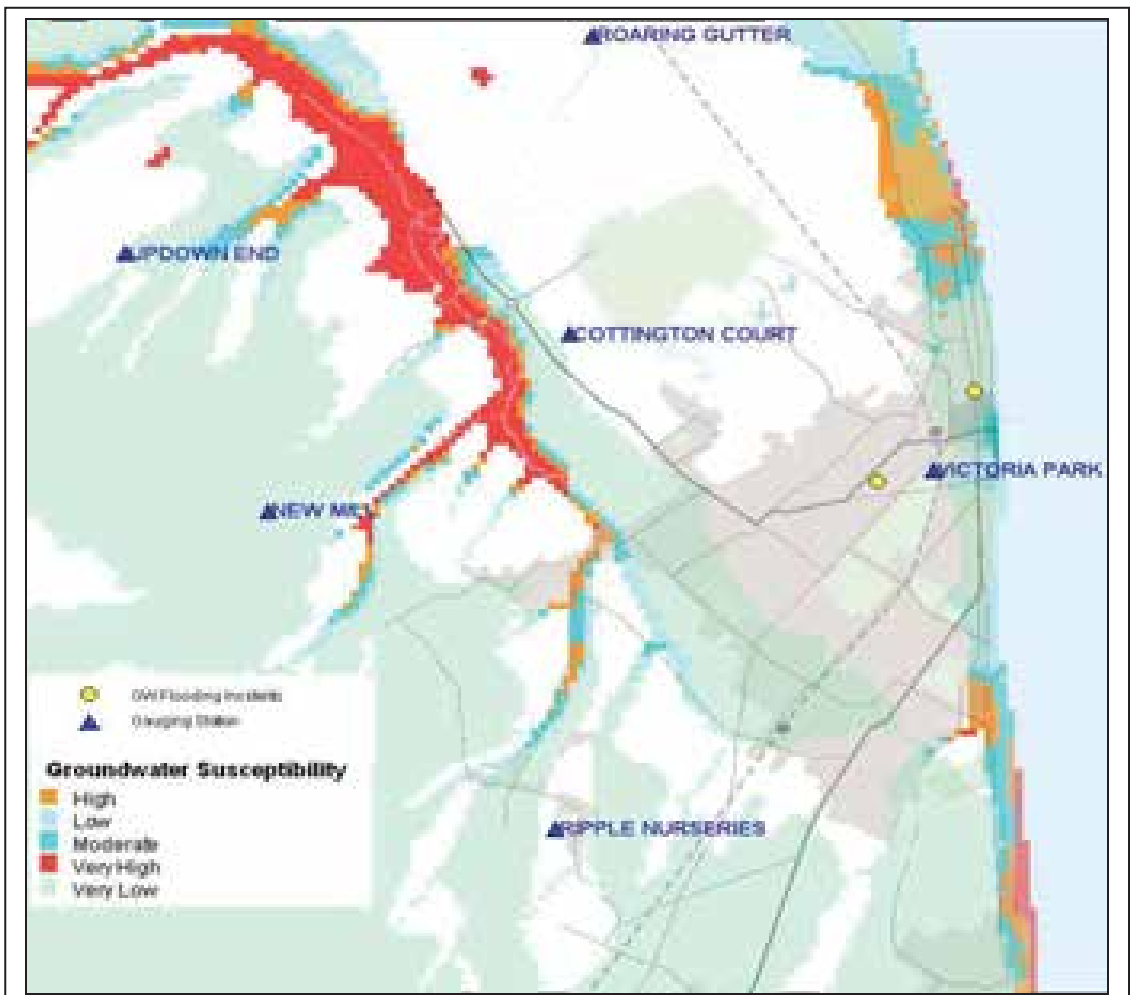 ROARING GUTTER
UPDOWN END
COTTINGTON COURT
VICTORIA PARK
NEW MILL
GW Flooding Incidents
Gauging Station
Groundwater Susceptibility
High
Low
Moderate
Very High
Very Low
RIPPLE NURSERIES